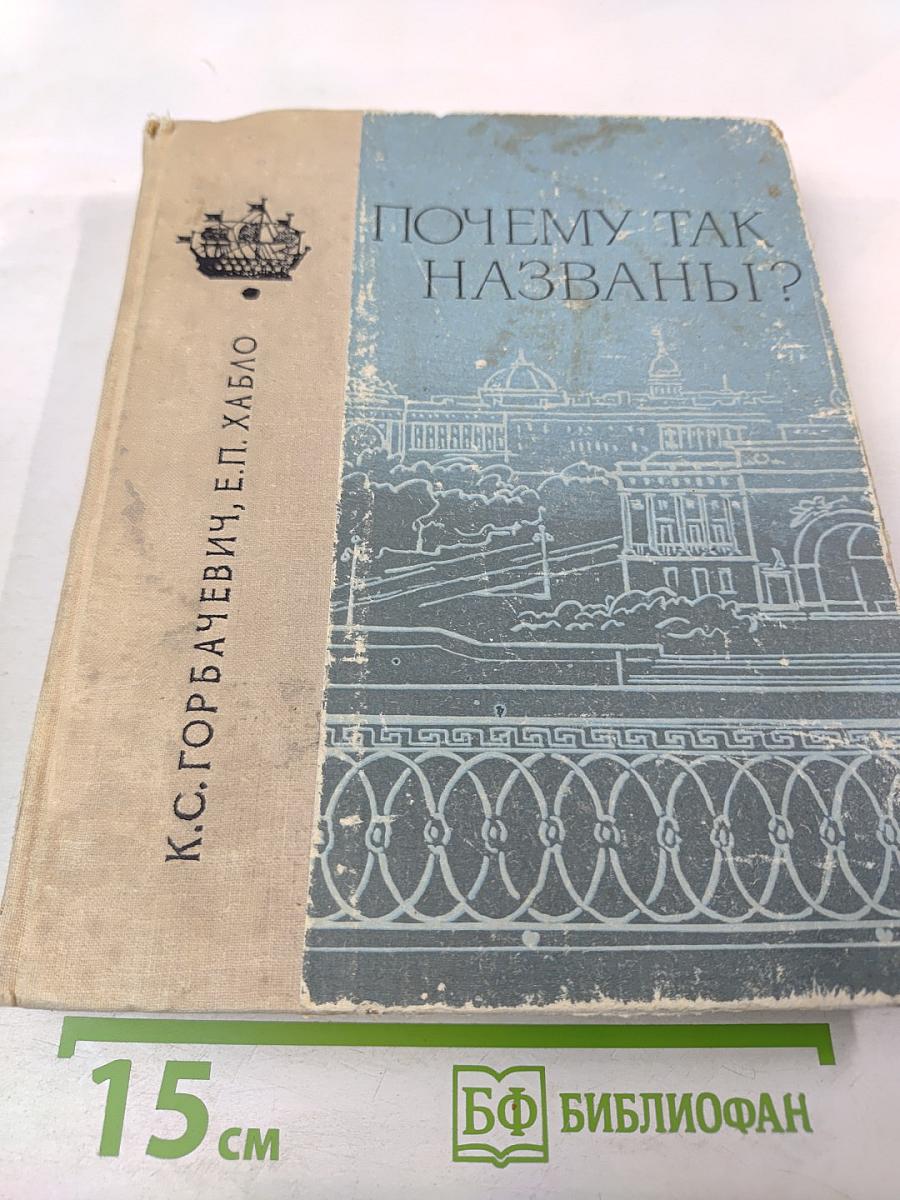 ПОЧЕМУ ТАК
НАЗВАНЫ?
К.С. ГОРБАЧЕВИЧ, Е.П. ХАБЛО
15 см
БФ БИБЛИОФАН